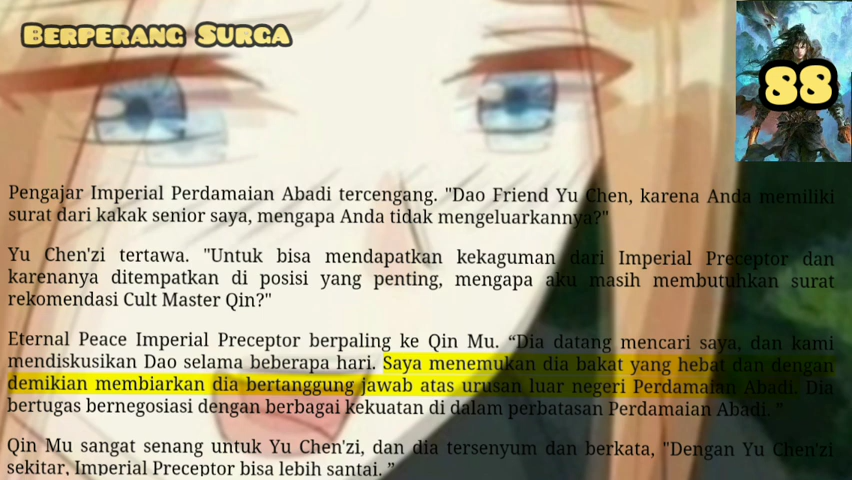 Berperang Surga
88
Pengajar Imperial Perdamaian Abadi tercengang. "Dao Friend Yu Chen, karena Anda memiliki
surat dari kakak senior saya, mengapa Anda tidak mengeluarkannya?"
Yu Chen'zi tertawa. "Untuk bisa mendapatkan kekaguman dari Imperial Preceptor dan
karenanya ditempatkan di posisi yang penting, mengapa aku masih membutuhkan surat
rekomendasi Cult Master Qin?"
Eternal Peace Imperial Preceptor berpaling ke Qin Mu. “Dia datang mencari saya, dan kami
mendiskusikan Dao selama beberapa hari. Saya menemukan dia bakat yang hebat dan dengan
demikian membiarkan dia bertanggung jawab atas urusan luar negeri Perdamaian Abadi. Dia
bertugas bernegosiasi dengan berbagai kekuatan di dalam perbatasan Perdamaian Abadi. ”
Qin Mu sangat senang untuk Yu Chen'zi, dan dia tersenyum dan berkata, "Dengan Yu Chen'zi
sekitar, Imperial Preceptor bisa lebih santai. ”